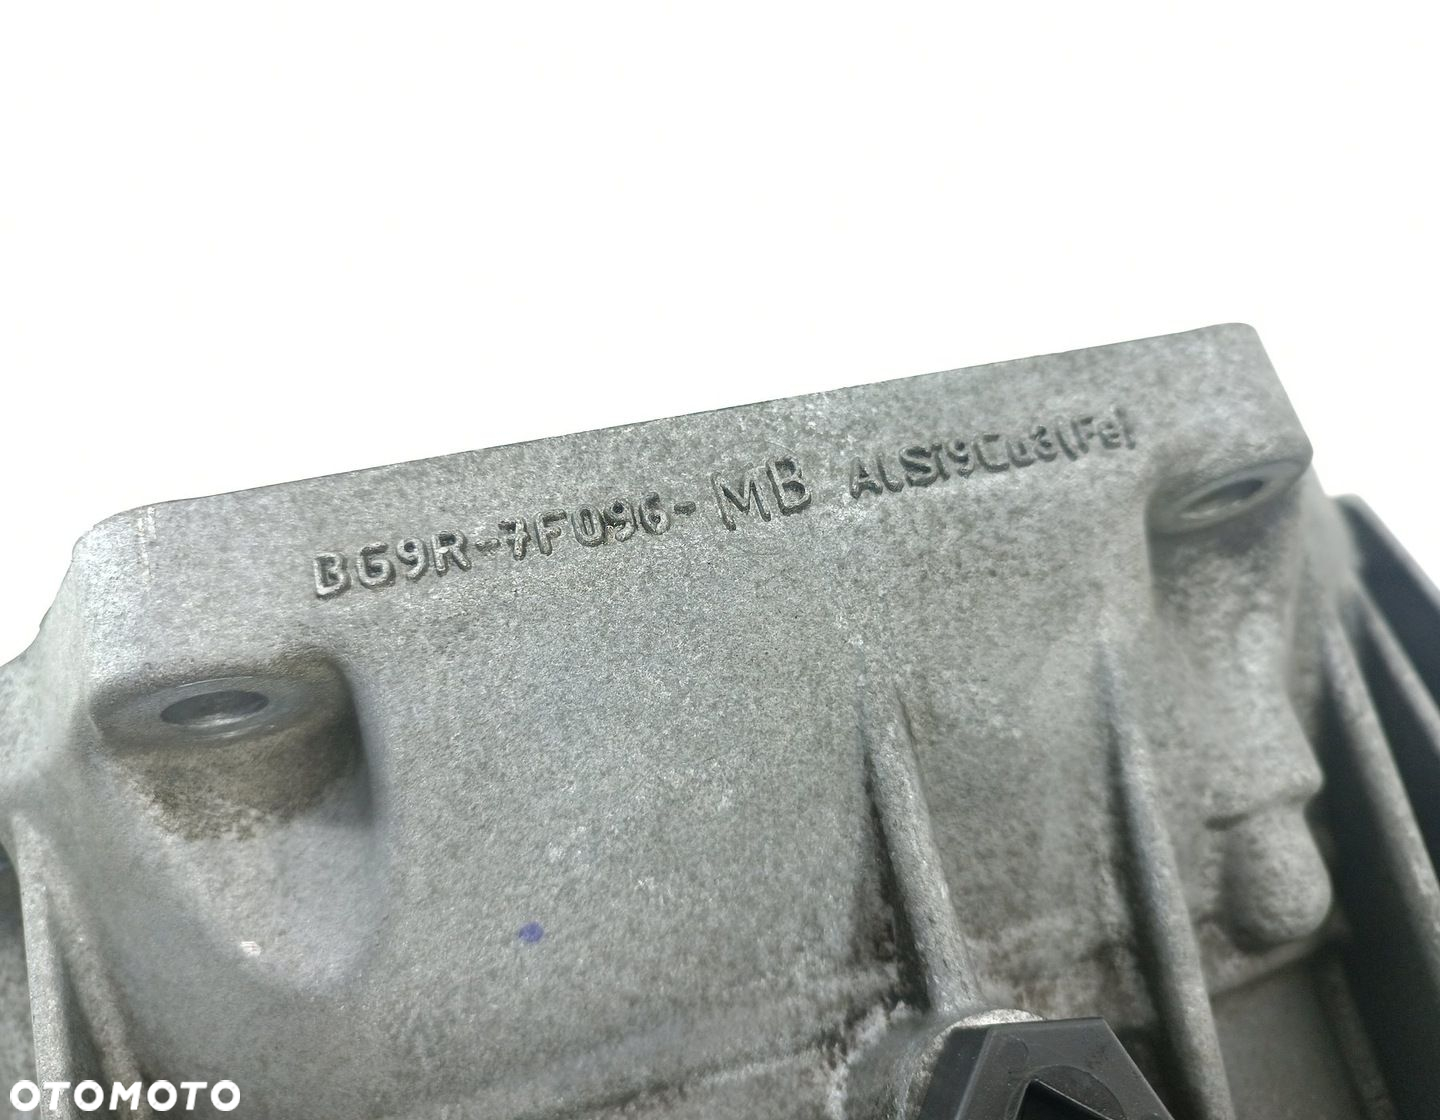 BG9R-7F096-MB AlSi9Cu3(Fe)
OTOMOTO